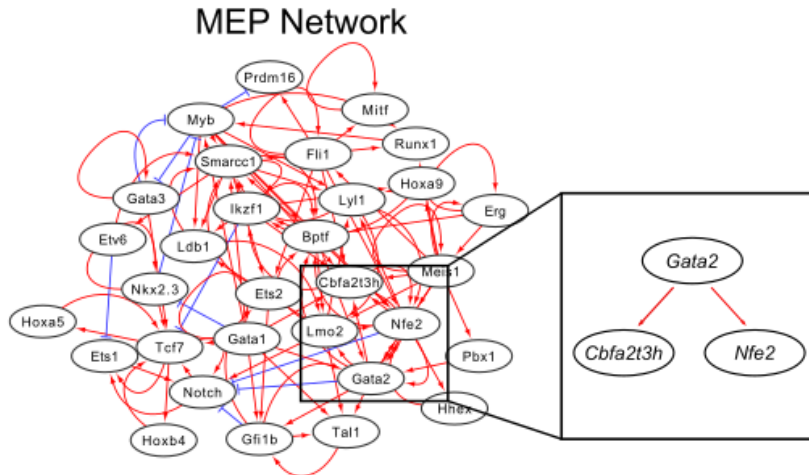 MEP Network
Prdm16
Mitf
Myb
Runx1
Fli1
Smarcc1
Hoxa9
Gata3
Ikzf1
Lyl1
Erg
Etv6
Ldb1
Bptf
Meis1
Gata2
Nkx2.3
Ets2
Cbfa2t3h
Hoxa5
Lmo2
Nfe2
Tcf7
Gata1
Ets1
Pbx1
Cbfa2t3h
Nfe2
Notch
Gata2
Hhex
Hoxb4
Gfi1b
Tal1